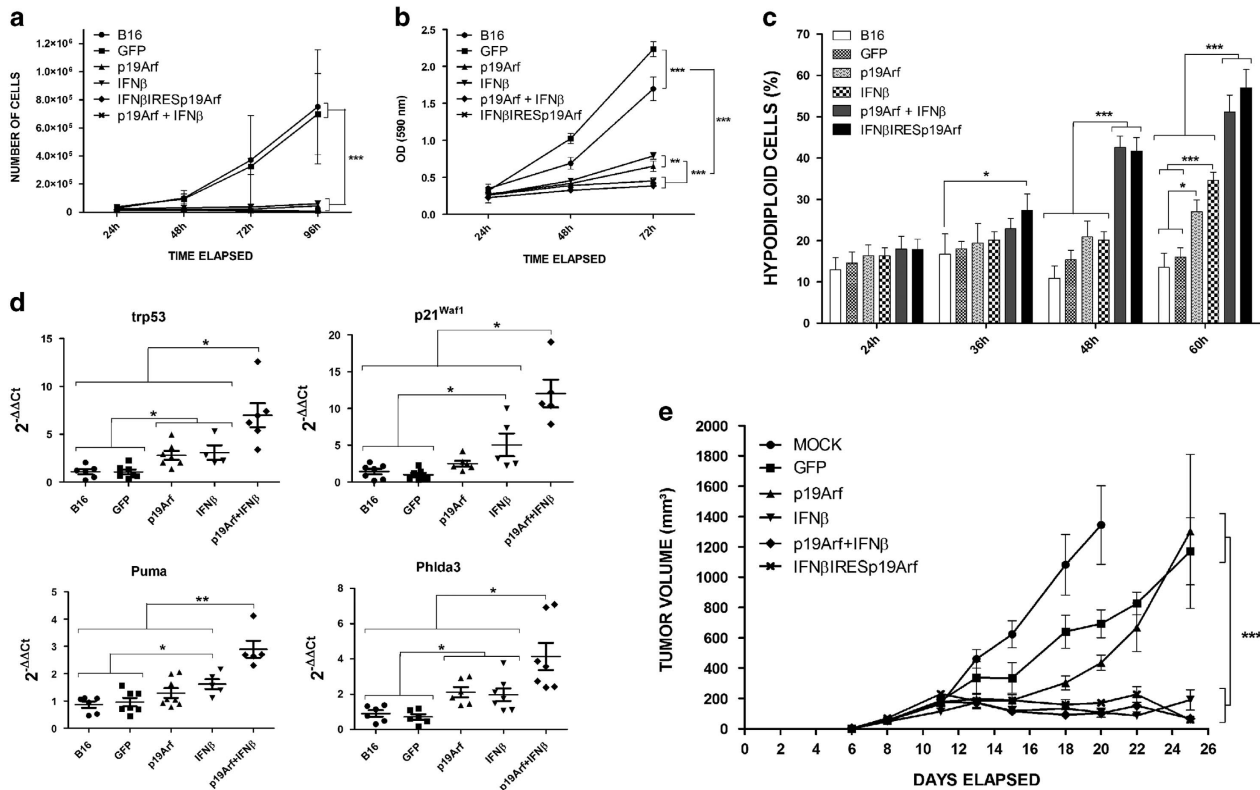 a
NUMBER OF CELLS
1.2×10⁶
1.0×10⁶
8.0×10⁵
6.0×10⁵
4.0×10⁵
2.0×10⁵
0
B16
GFP
p19Arf
IFNβ
IFNβIRESp19Arf
p19Arf + IFNβ
***
24h 48h 72h 96h
TIME ELAPSED
b
OD (590 nm)
2.5
2.0
1.5
1.0
0.5
0.0
B16
GFP
p19Arf
IFNβ
p19Arf + IFNβ
IFNβIRESp19Arf
***
***
**
***
24h 48h 72h
TIME ELAPSED
c
HYPODIPLOID CELLS (%)
70
60
50
40
30
20
10
0
B16
GFP
p19Arf
IFNβ
p19Arf + IFNβ
IFNβIRESp19Arf
*
***
***
***
*
24h 36h 48h 60h
d
trp53
2^-ΔΔCt
15
10
5
0
*
*
B16 GFP p19Arf IFNβ p19Arf+IFNβ
p21^Waf1
2^-ΔΔCt
20
15
10
5
0
*
*
B16 GFP p19Arf IFNβ p19Arf+IFNβ
Puma
2^-ΔΔCt
5
4
3
2
1
0
**
*
B16 GFP p19Arf IFNβ p19Arf+IFNβ
Phlda3
2^-ΔΔCt
8
6
4
2
0
*
*
B16 GFP p19Arf IFNβ p19Arf+IFNβ
e
TUMOR VOLUME (mm³)
2000
1800
1600
1400
1200
1000
800
600
400
200
0
MOCK
GFP
p19Arf
IFNβ
p19Arf+IFNβ
IFNβIRESp19Arf
***
0 2 4 6 8 10 12 14 16 18 20 22 24 26
DAYS ELAPSED